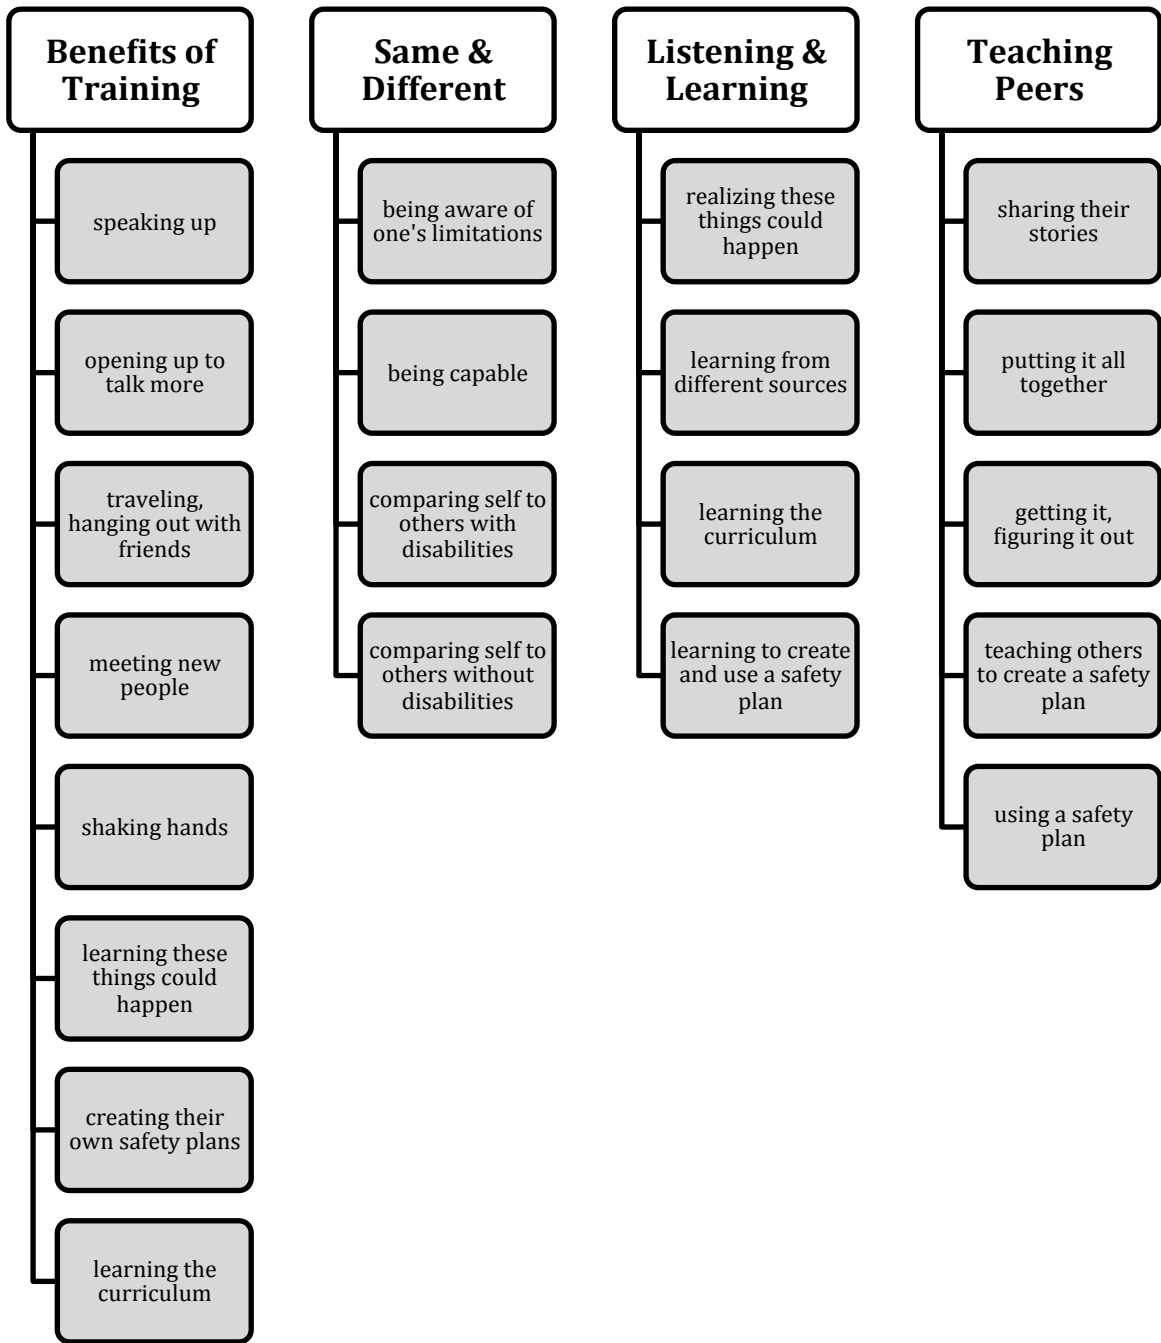 Benefits of
Training
speaking up
opening up to
talk more
traveling,
hanging out with
friends
meeting new
people
shaking hands
learning these
things could
happen
creating their
own safety plans
learning the
curriculum
Same &
Different
being aware of
one's limitations
being capable
comparing self to
others with
disabilities
comparing self to
others without
disabilities
Listening &
Learning
realizing these
things could
happen
learning from
different sources
learning the
curriculum
learning to create
and use a safety
plan
Teaching
Peers
sharing their
stories
putting it all
together
getting it,
figuring it out
teaching others
to create a safety
plan
using a safety
plan